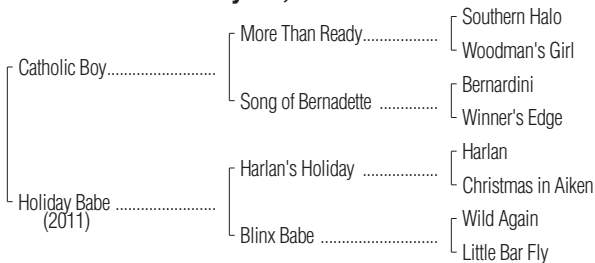 Southern Halo
More Than Ready..................
Woodman's Girl
Catholic Boy..........................
Bernardini
Song of Bernadette ..............
Winner's Edge
Harlan
Harlan's Holiday ..................
Christmas in Aiken
Holiday Babe ........................
(2011)
Wild Again
Blinx Babe ............................
Little Bar Fly